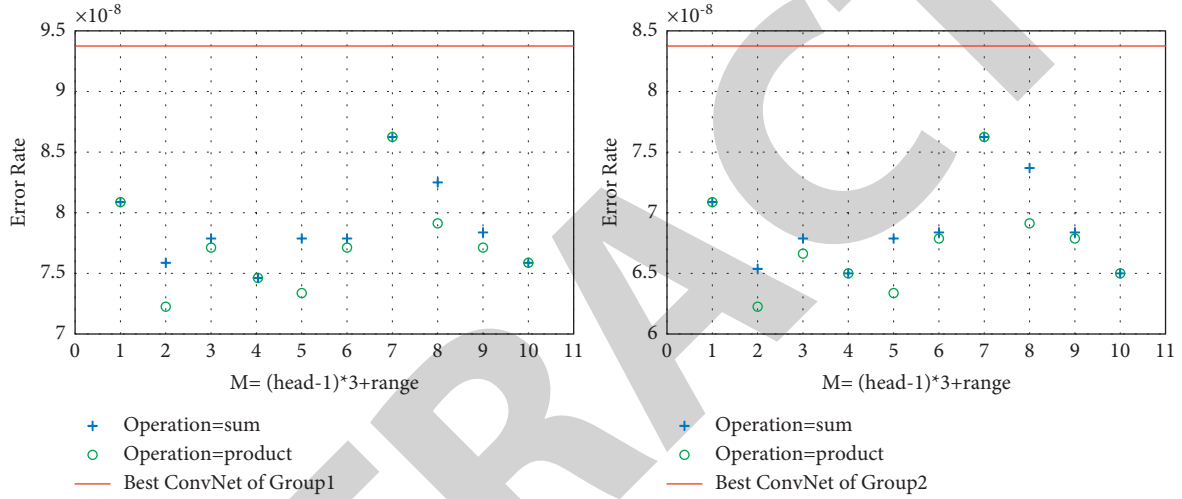 ×10-8
9.5
9
8.5
8
7.5
7
Error Rate
0 1 2 3 4 5 6 7 8 9 10 11
M= (head-1)*3+range
Operation=sum
Operation=product
Best ConvNet of Group1
×10-8
8.5
8
7.5
7
6.5
6
Error Rate
0 1 2 3 4 5 6 7 8 9 10 11
M= (head-1)*3+range
Operation=sum
Operation=product
Best ConvNet of Group2
TRACT